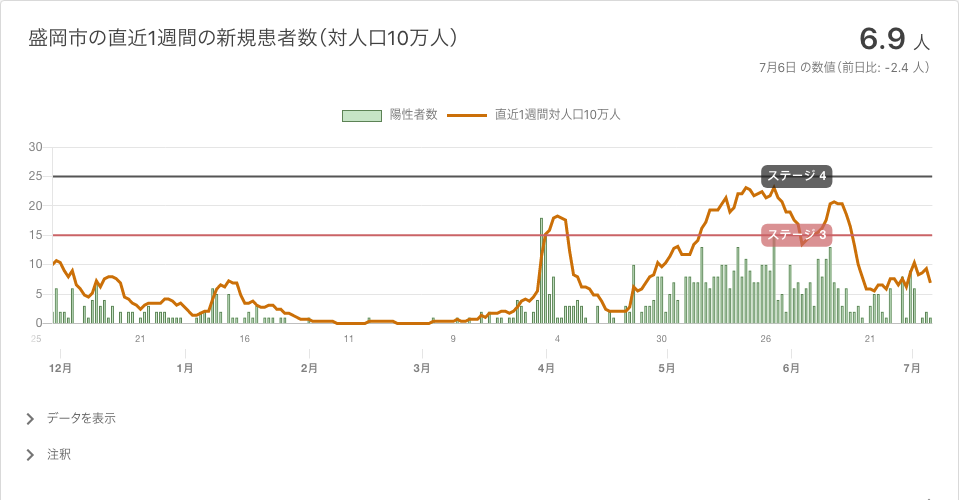 盛岡市の直近1週間の新規患者数(対人口10万人)
6.9 人
7月6日 の数値(前日比: -2.4 人)
陽性者数
直近1週間対人口10万人
30
25
20
15
10
5
0
ステージ 4
ステージ 3
25 21 16 11 9 4 30 26 21
12月 1月 2月 3月 4月 5月 6月 7月
データを表示
注釈